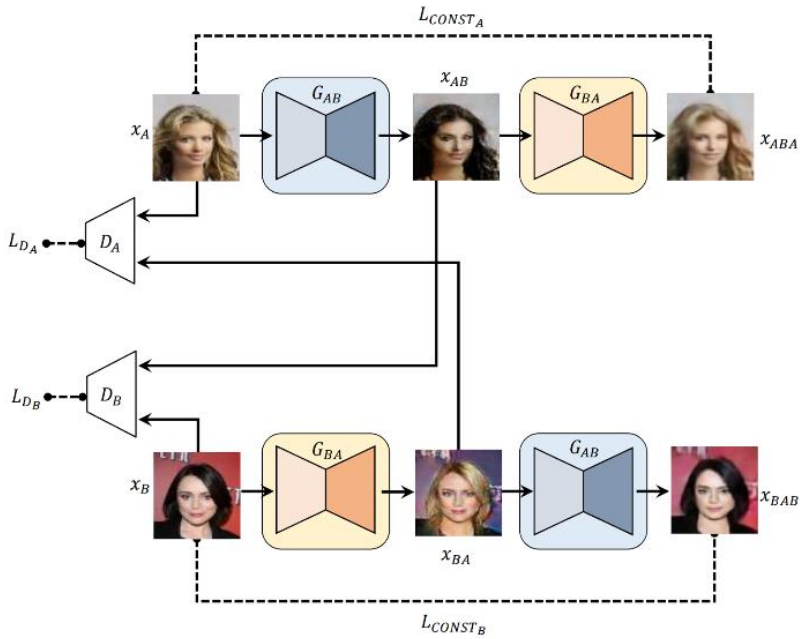 L_{CONST_A}
x_A
G_{AB}
x_{AB}
G_{BA}
x_{ABA}
L_{D_A}
D_A
L_{D_B}
D_B
x_B
G_{BA}
x_{BA}
G_{AB}
x_{BAB}
L_{CONST_B}